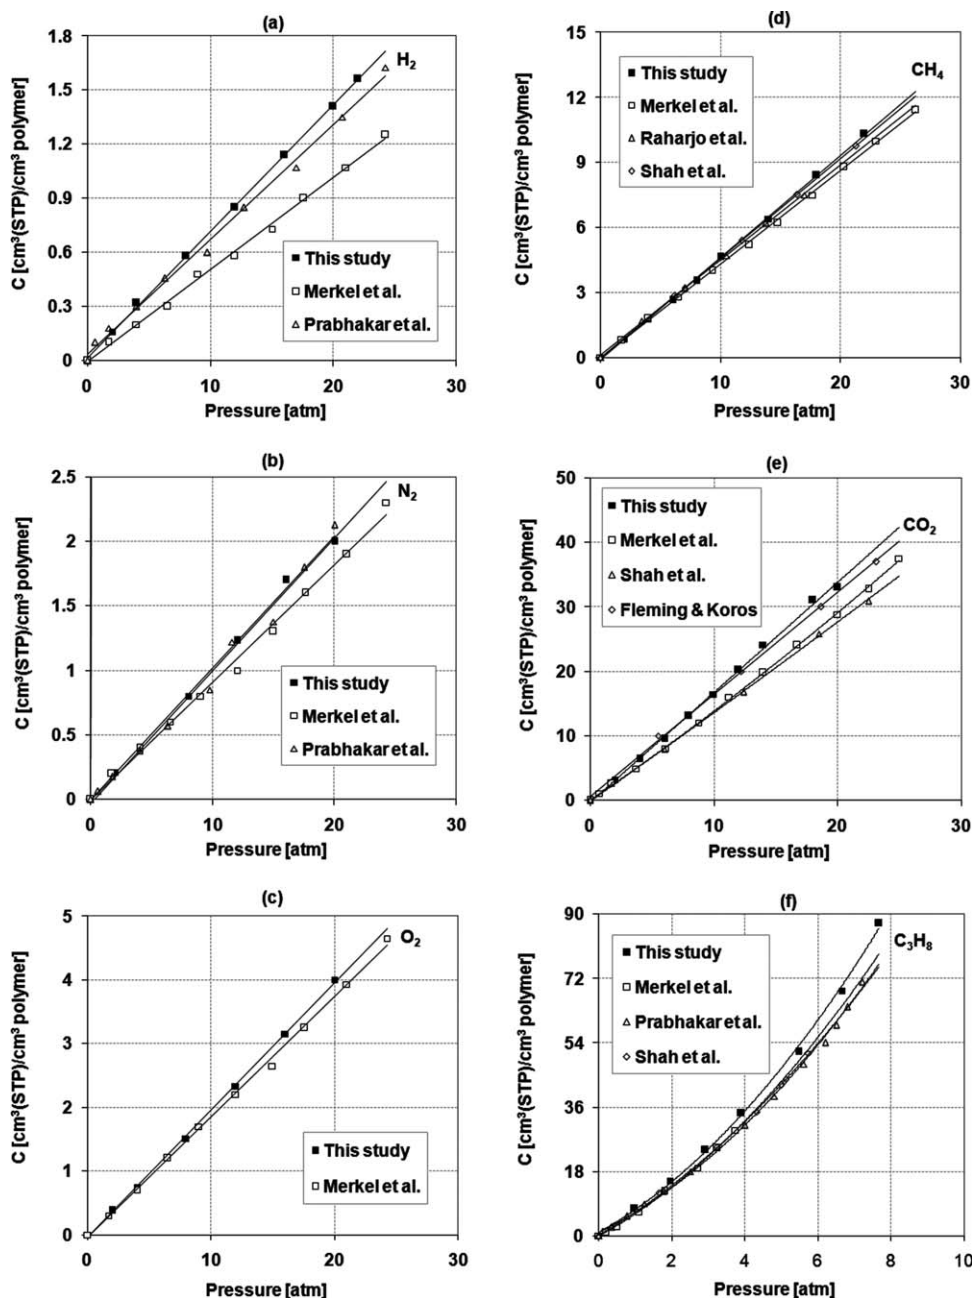 (a)
C [cm³(STP)/cm³ polymer]
1.8
1.5
1.2
0.9
0.6
0.3
0
H₂
This study
Merkel et al.
Prabhakar et al.
0 10 20 30
Pressure [atm]
(d)
C [cm³(STP)/cm³ polymer]
15
12
9
6
3
0
CH₄
This study
Merkel et al.
Raharjo et al.
Shah et al.
0 10 20 30
Pressure [atm]
(b)
C [cm³(STP)/cm³ polymer]
2.5
2
1.5
1
0.5
0
N₂
This study
Merkel et al.
Prabhakar et al.
0 10 20 30
Pressure [atm]
(e)
C [cm³(STP)/cm³ polymer]
50
40
30
20
10
0
CO₂
This study
Merkel et al.
Shah et al.
Fleming & Koros
0 10 20 30
Pressure [atm]
(c)
C [cm³(STP)/cm³ polymer]
5
4
3
2
1
0
O₂
This study
Merkel et al.
0 10 20 30
Pressure [atm]
(f)
C [cm³(STP)/cm³ polymer]
90
72
54
36
18
0
C₃H₈
This study
Merkel et al.
Prabhakar et al.
Shah et al.
0 2 4 6 8 10
Pressure [atm]